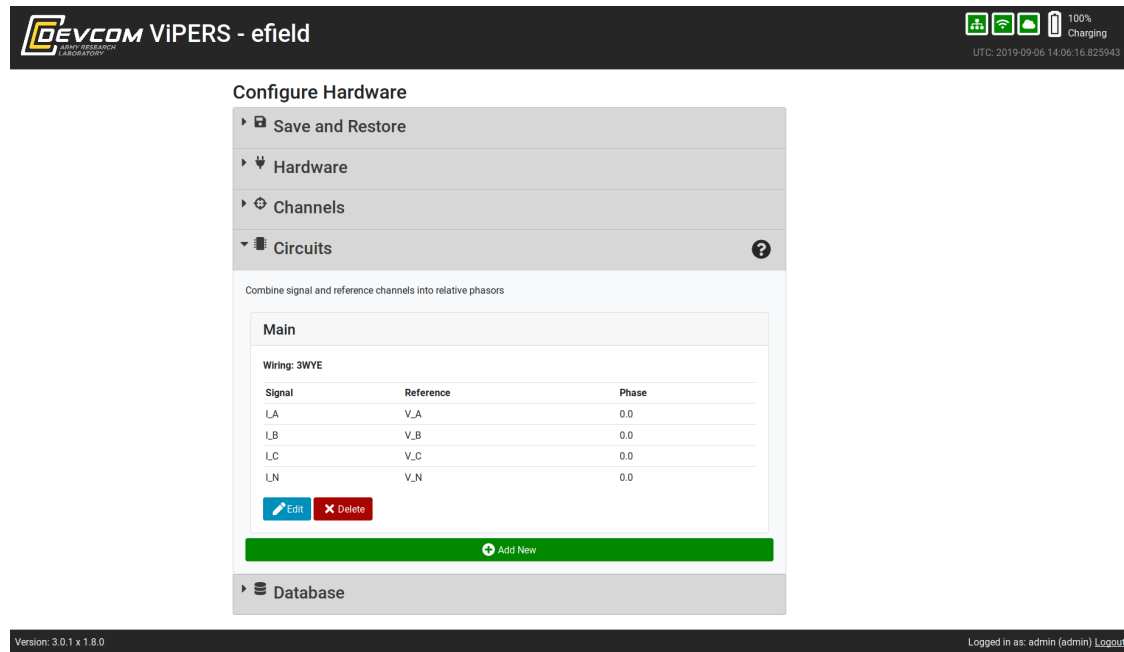 DEVCOM ViPERS - efield
ARMY RESEARCH
LABORATORY
100%
Charging
UTC: 2019-09-06 14:06:16.825943
Configure Hardware
Save and Restore
Hardware
Channels
Circuits
Combine signal and reference channels into relative phasors
Main
Wiring: 3WYE
Signal Reference Phase
I_A V_A 0.0
I_B V_B 0.0
I_C V_C 0.0
I_N V_N 0.0
Edit Delete
Add New
Database
Version: 3.0.1 x 1.8.0 Logged in as: admin (admin) Logout